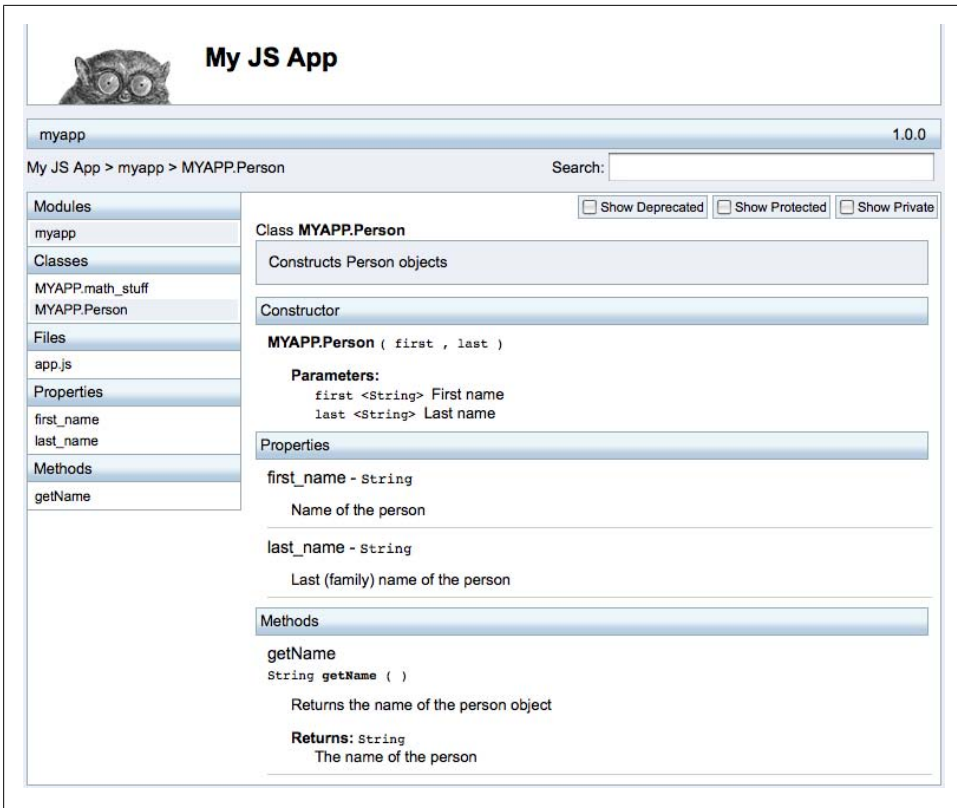 My JS App
myapp 1.0.0
My JS App > myapp > MYAPP.Person Search:
Show Deprecated Show Protected Show Private
Modules
myapp
Classes
MYAPP.math_stuff
MYAPP.Person
Files
app.js
Properties
first_name
last_name
Methods
getName
Class MYAPP.Person
Constructs Person objects
Constructor
MYAPP.Person ( first , last )
Parameters:
first <String> First name
last <String> Last name
Properties
first_name - String
Name of the person
last_name - String
Last (family) name of the person
Methods
getName
String getName ( )
Returns the name of the person object
Returns: String
The name of the person